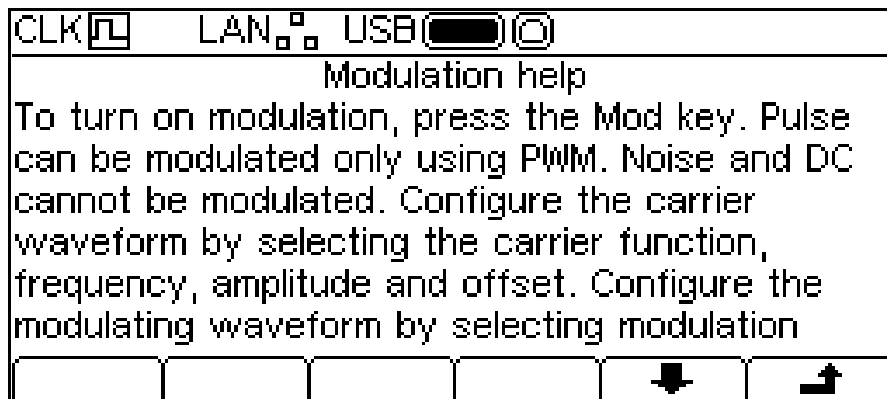 CLK LAN USB
Modulation help
To turn on modulation, press the Mod key. Pulse
can be modulated only using PWM. Noise and DC
cannot be modulated. Configure the carrier
waveform by selecting the carrier function,
frequency, amplitude and offset. Configure the
modulating waveform by selecting modulation